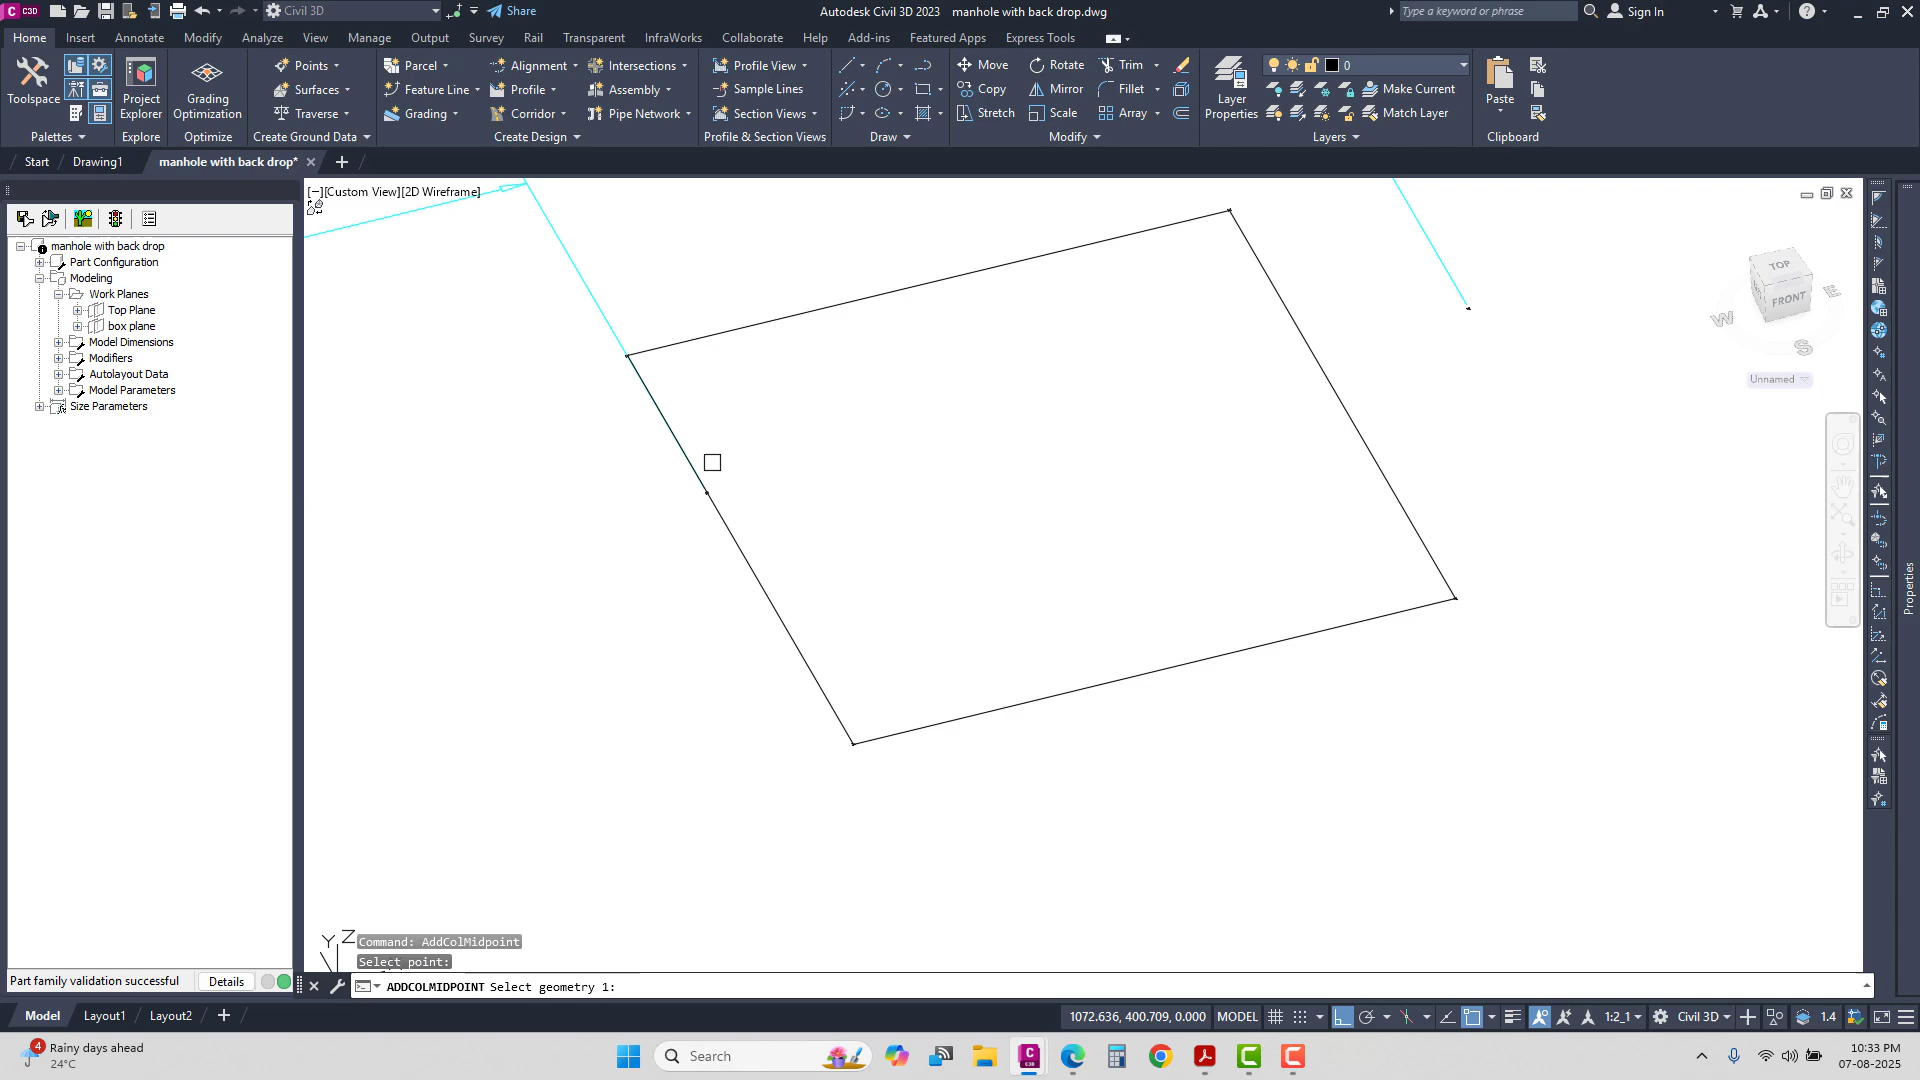 C3D
Civil 3D
Share
Autodesk Civil 3D 2023 manhole with back drop.dwg
Type a keyword or phrase
Sign In
Home Insert Annotate Modify Analyze View Manage Output Survey Rail Transparent InfraWorks Collaborate Help Add-ins Featured Apps Express Tools
Toolspace
Palettes
Project Explorer
Explore
Grading Optimization
Optimize
Points
Surfaces
Traverse
Create Ground Data
Parcel
Feature Line
Grading
Alignment
Profile
Corridor
Intersections
Assembly
Pipe Network
Create Design
Profile View
Sample Lines
Section Views
Profile & Section Views
Draw
Move
Copy
Stretch
Rotate
Mirror
Scale
Trim
Fillet
Array
Modify
Layer Properties
0
Make Current
Match Layer
Layers
Paste
Clipboard
Start
Drawing1
manhole with back drop*
[−][Custom View][2D Wireframe]
manhole with back drop
Part Configuration
Modeling
Work Planes
Top Plane
box plane
Model Dimensions
Modifiers
Autolayout Data
Model Parameters
Size Parameters
TOP
FRONT
W
E
S
Unnamed
Properties
Y
Z
Command: AddColMidpoint
Select point:
ADDCOLMIDPOINT Select geometry 1:
Part family validation successful
Details
Model
Layout1
Layout2
1072.636, 400.709, 0.000
MODEL
1:2_1
Civil 3D
1.4
4
Rainy days ahead
24°C
Search
10:33 PM
07-08-2025